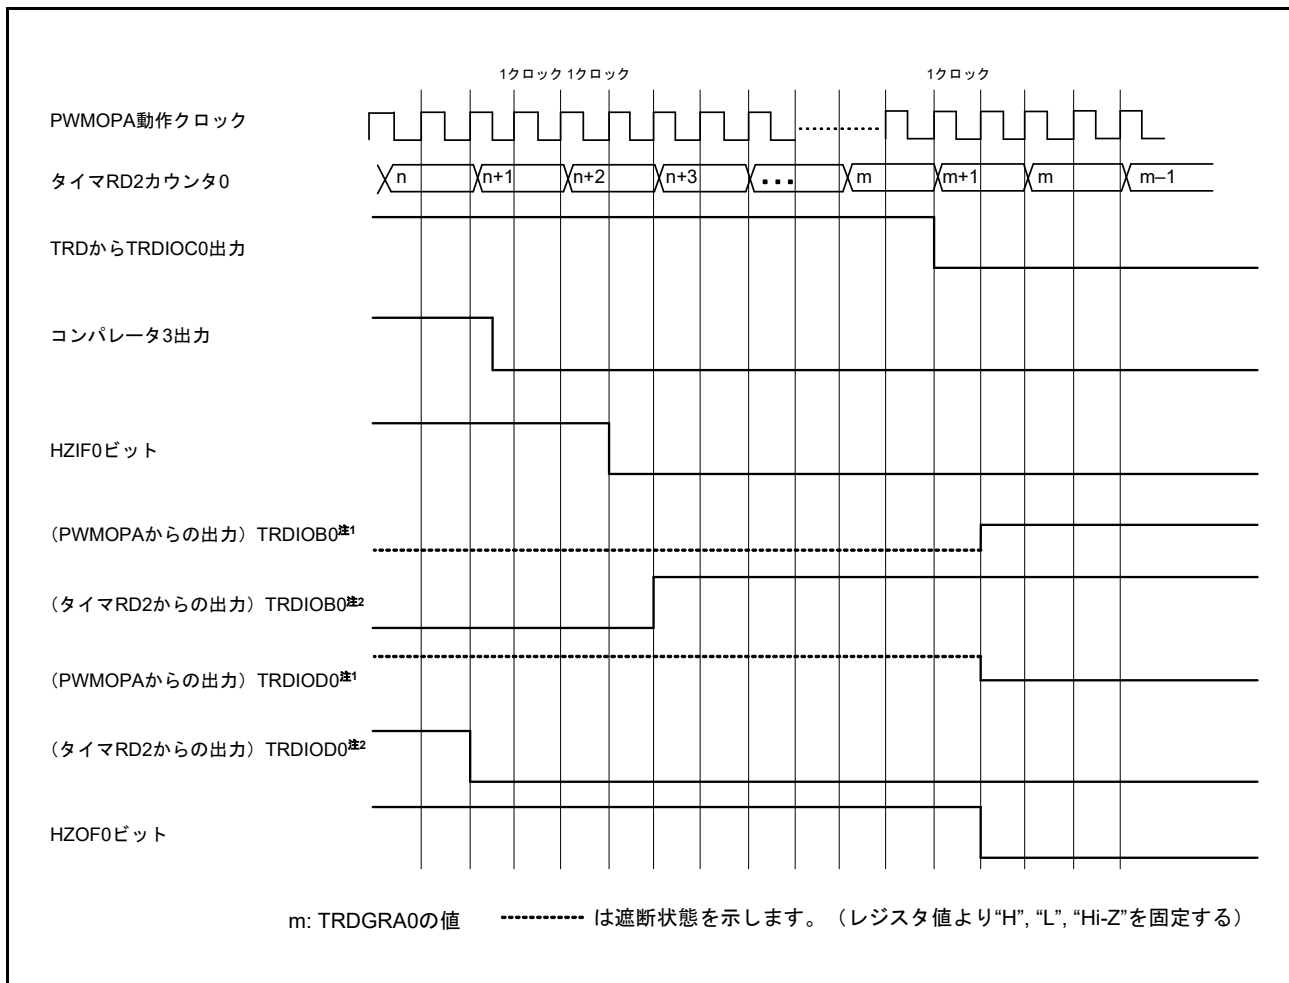 1クロック 1クロック 1クロック
PWMOPA動作クロック
タイマRD2カウンタ0 n n+1 n+2 n+3 ... m m+1 m m–1
TRDからTRDIOC0出力
コンパレータ3出力
HZIF0ビット
（PWMOPAからの出力）TRDIOB0注1
（タイマRD2からの出力）TRDIOB0注2
（PWMOPAからの出力）TRDIOD0注1
（タイマRD2からの出力）TRDIOD0注2
HZOF0ビット
m: TRDGRA0の値 は遮断状態を示します。（レジスタ値より“H”, “L”, “Hi-Z”を固定する）